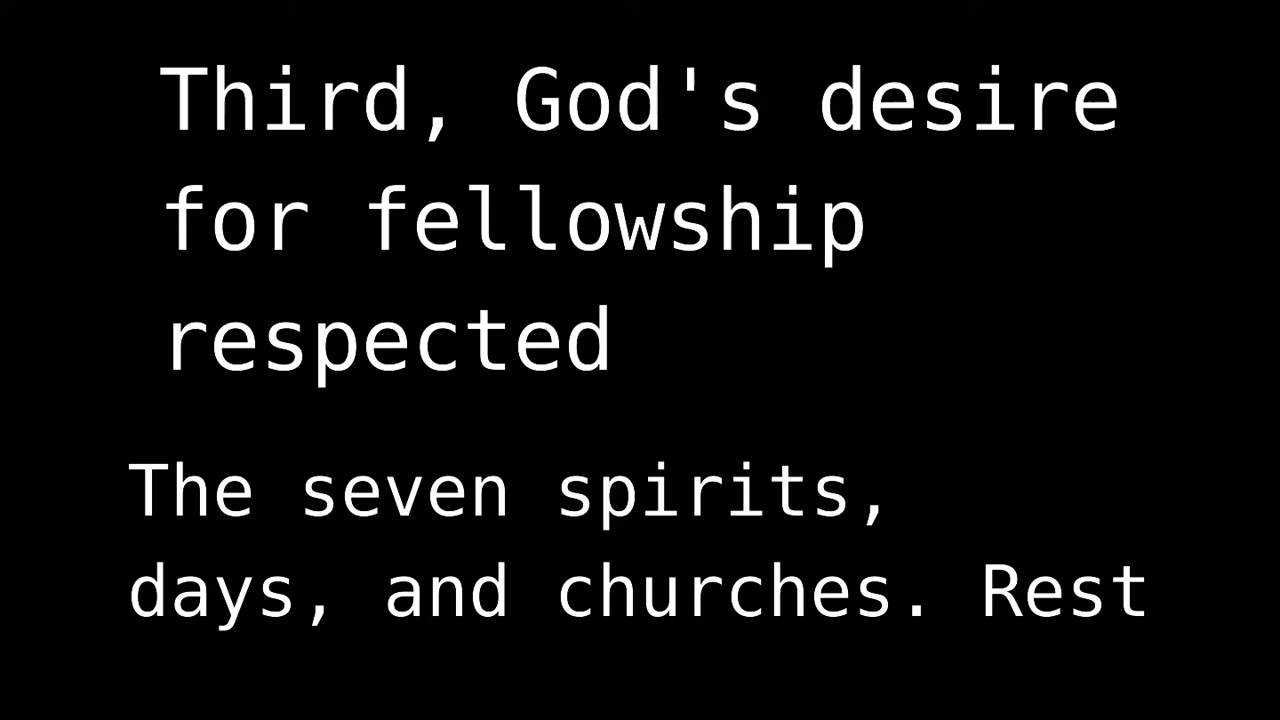 Third, God's desire
for fellowship
respected
The seven spirits,
days, and churches. Rest